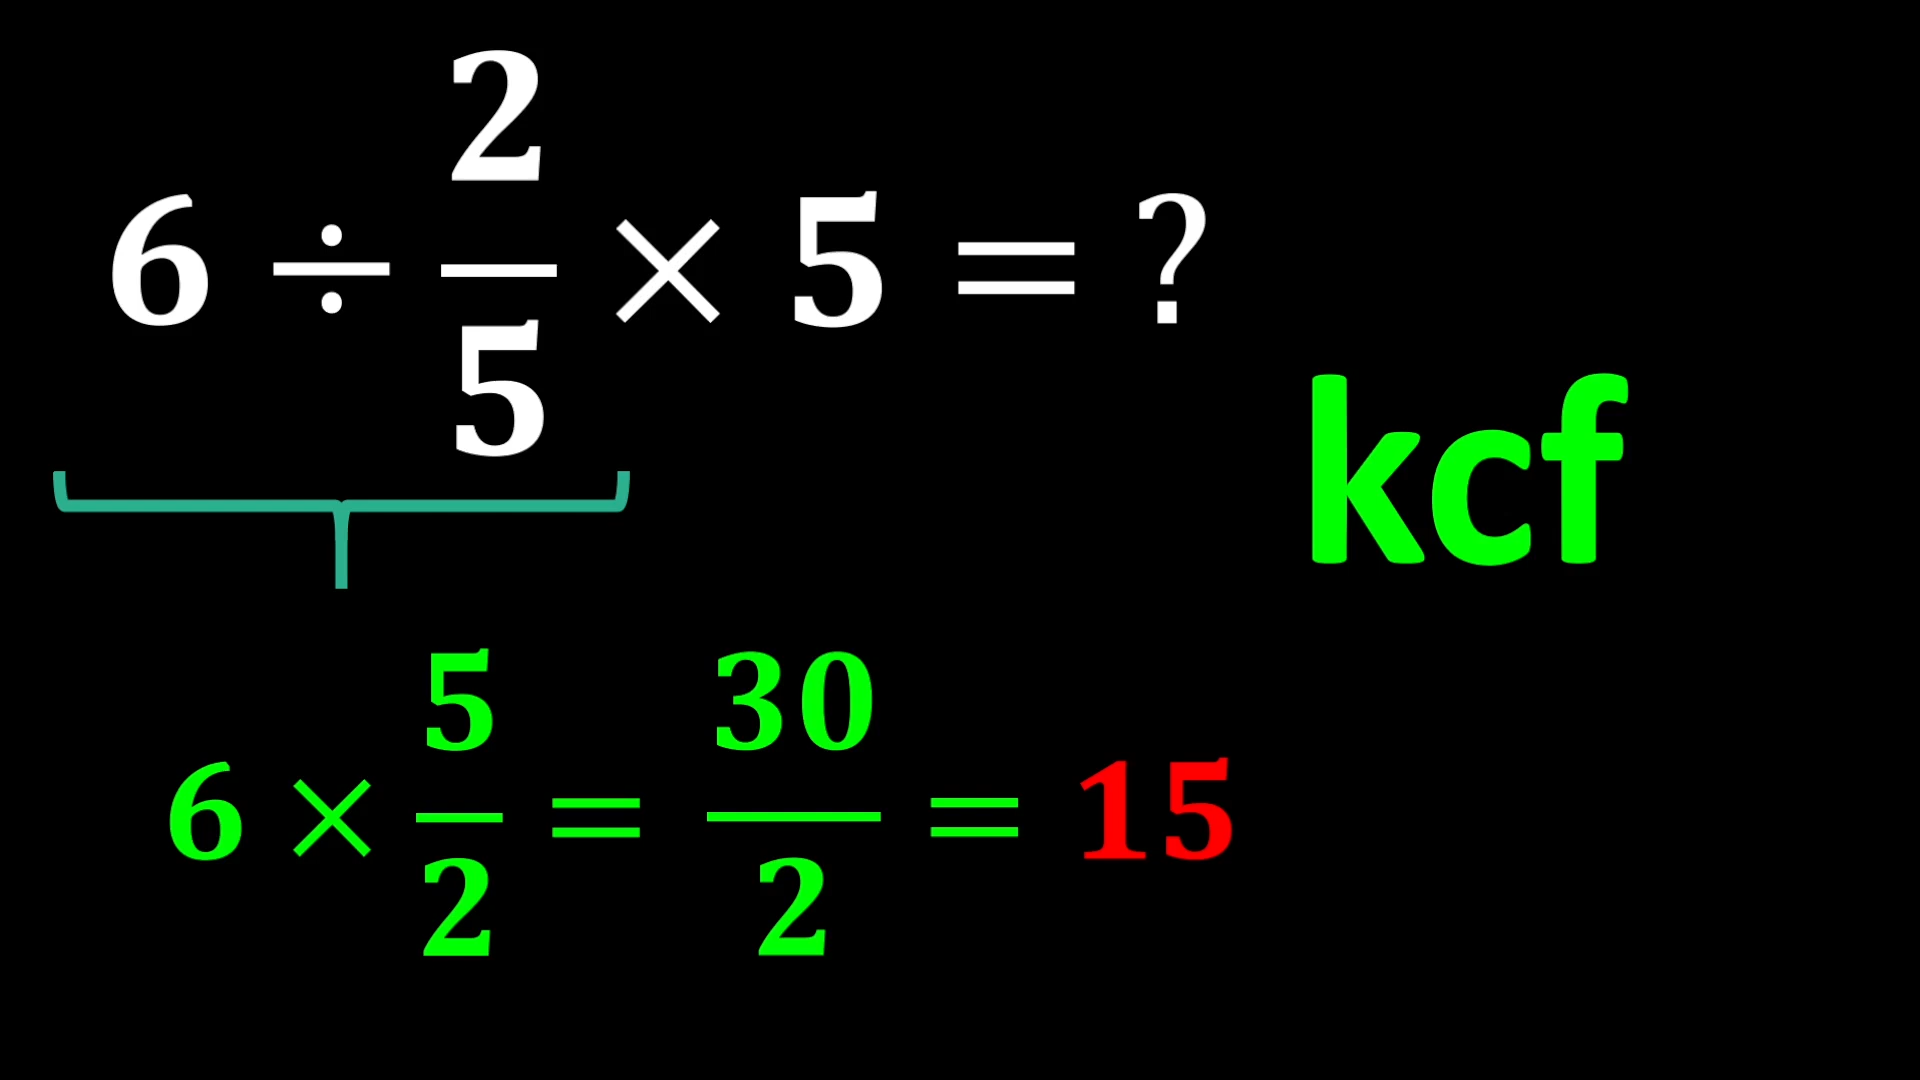 6 ÷ 2/5 × 5 = ?
kcf
6 × 5/2 = 30/2 = 15